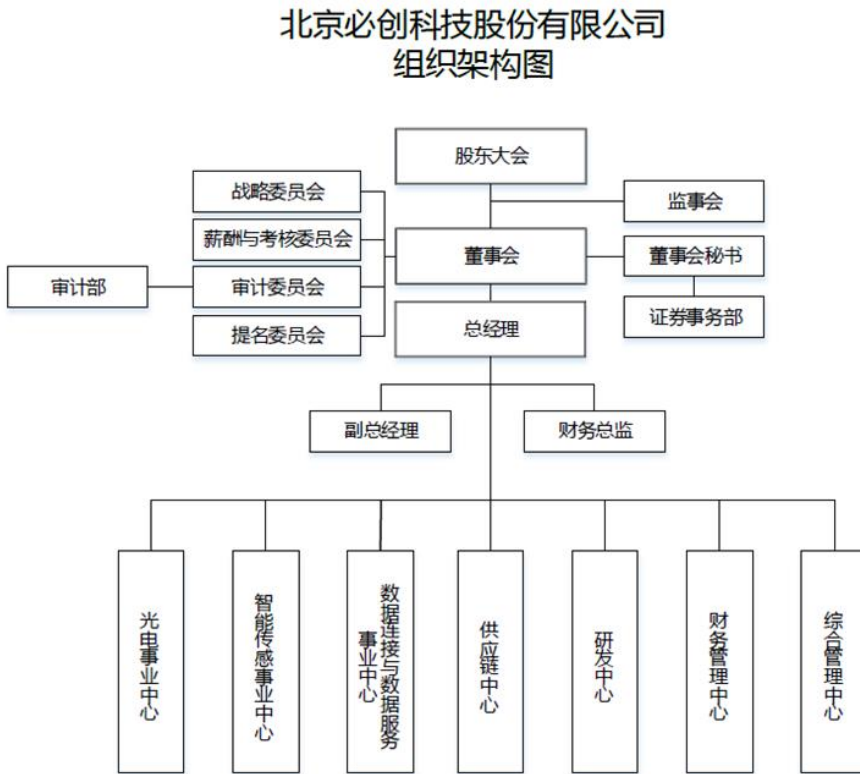 北京必创科技股份有限公司
组织架构图
股东大会
战略委员会
监事会
薪酬与考核委员会
董事会
董事会秘书
审计部
审计委员会
总经理
证券事务部
提名委员会
副总经理
财务总监
光电事业中心
智能传感事业中心
数据连接与数据服务
事业中心
供应链中心
研发中心
财务管理中心
综合管理中心